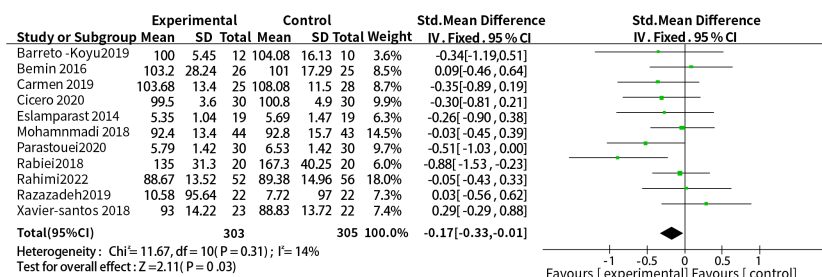 Experimental Control Std.Mean Difference Std.Mean Difference
Study or Subgroup Mean SD Total Mean SD Total Weight IV . Fixed . 95 % CI IV . Fixed . 95 % CI
Barreto -Koyu2019 100 5.45 12 104.08 16.13 10 3.6% -0.34[-1.19,0.51]
Bemin 2016 103.2 28.24 26 101 17.29 25 8.5% 0.09[-0.46 , 0.64]
Carmen 2019 103.68 13.4 25 108.08 11.5 28 8.7% -0.35[-0.89 , 0.19]
Cicero 2020 99.5 3.6 30 100.8 4.9 30 9.9% -0.30[-0.81 , 0.21]
Eslamparast 2014 5.35 1.04 19 5.69 1.47 19 6.3% -0.26[-0.90 , 0.38]
Mohamnmadi 2018 92.4 13.4 44 92.8 15.7 43 14.5% -0.03[-0.45 , 0.39]
Parastouei2020 5.79 1.42 30 6.53 1.42 30 9.6% -0.51[-1.03 , 0.00]
Rabiei2018 135 31.3 20 167.3 40.25 20 6.0% -0.88[-1.53 , -0.23]
Rahimi2022 88.67 13.52 52 89.38 14.96 56 18.0% -0.05[-0.43 , 0.33]
Razazadeh2019 10.58 95.64 22 7.72 97 22 7.3% 0.03[-0.56 , 0.62]
Xavier-santos 2018 93 14.22 23 88.83 13.72 22 7.4% 0.29[-0.29 , 0.88]
Total(95%CI) 303 305 100.0% -0.17[-0.33,-0.01]
Heterogeneity : Chi²= 11.67, df = 10( P = 0.31) ; I²= 14%
Test for overall effect : Z =2.11( P = 0.03)
-1 -0.5 0 0.5 1
Favours [ experimental] Favours [ control]